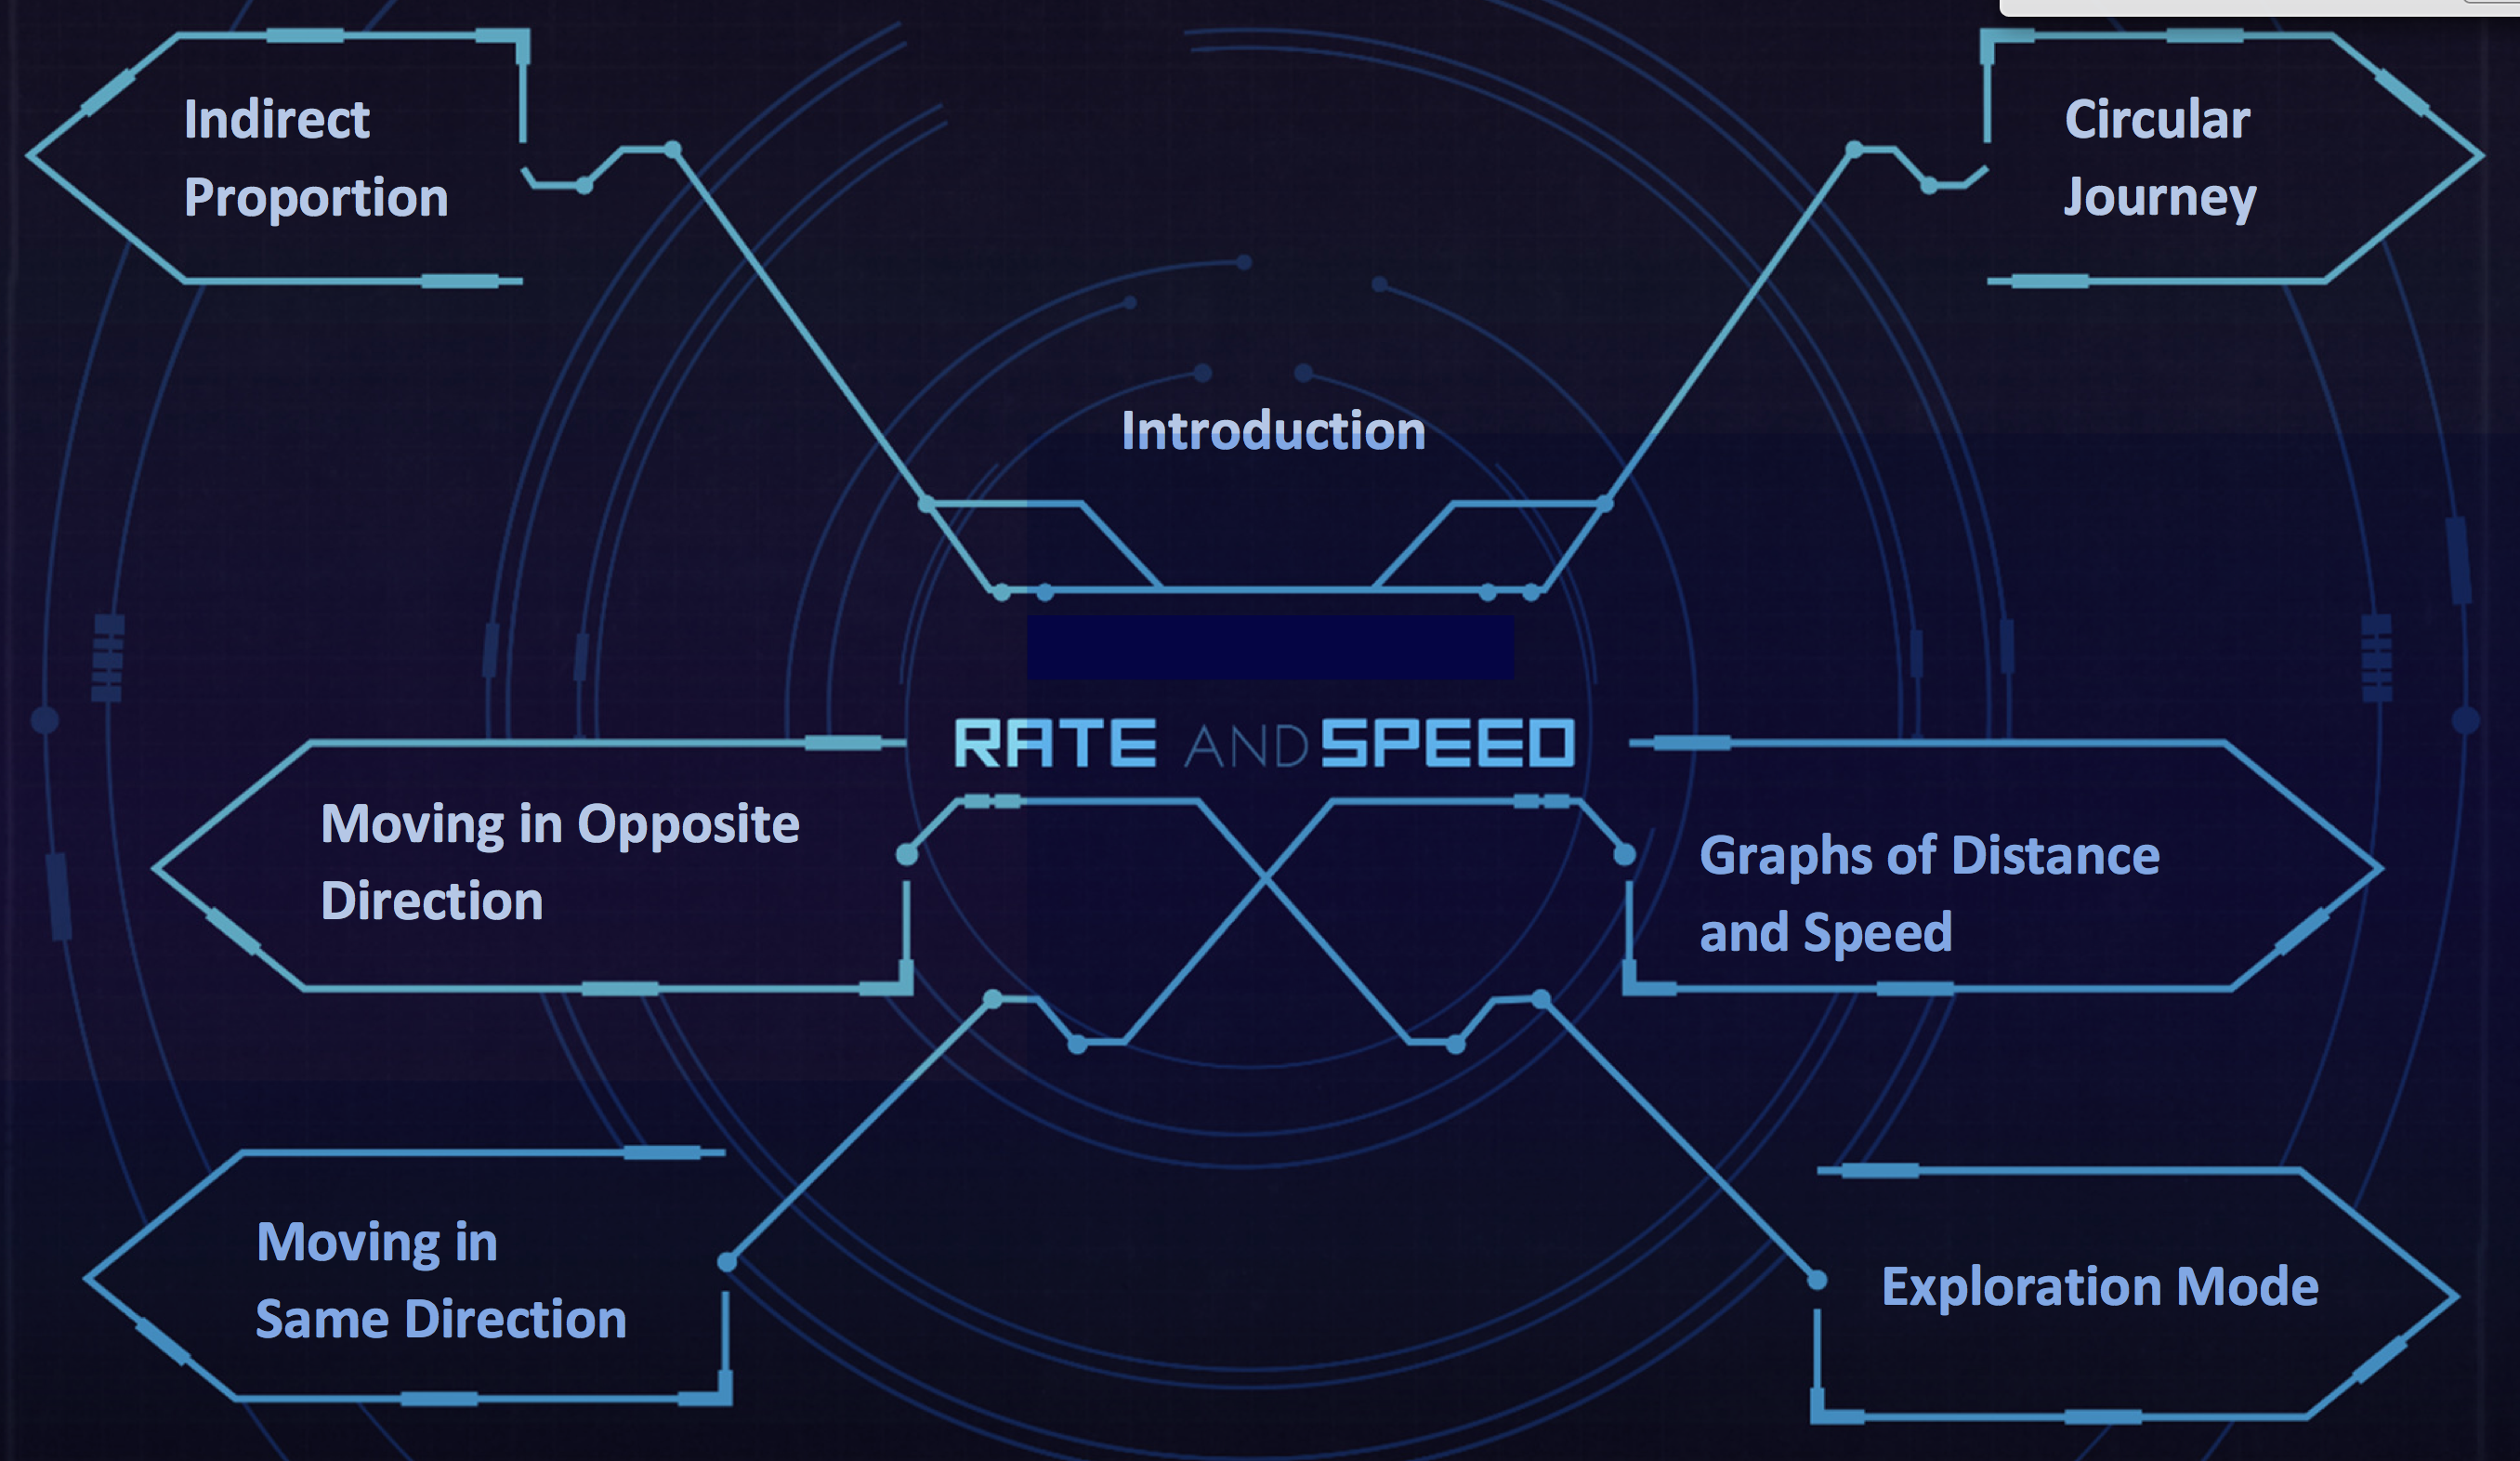 Indirect
Proportion
Circular
Journey
Introduction
RATE AND SPEED
Moving in Opposite
Direction
Graphs of Distance
and Speed
Moving in
Same Direction
Exploration Mode